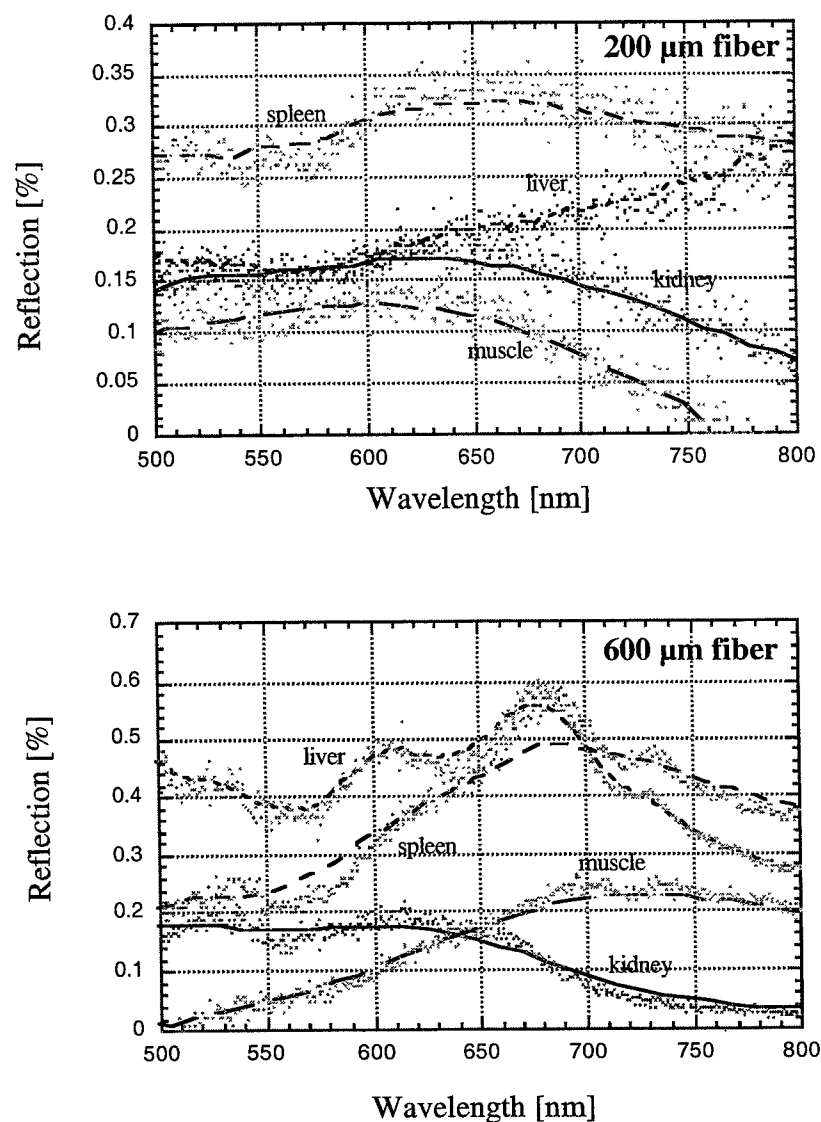 0.4
200 µm fiber
0.35
spleen
0.3
liver
0.25
0.2
0.15
kidney
0.1
muscle
0.05
0
Reflection [%]
500 550 600 650 700 750 800
Wavelength [nm]
0.7
600 µm fiber
0.6
0.5
liver
0.4
spleen
0.3
muscle
0.2
kidney
0.1
0
Reflection [%]
500 550 600 650 700 750 800
Wavelength [nm]